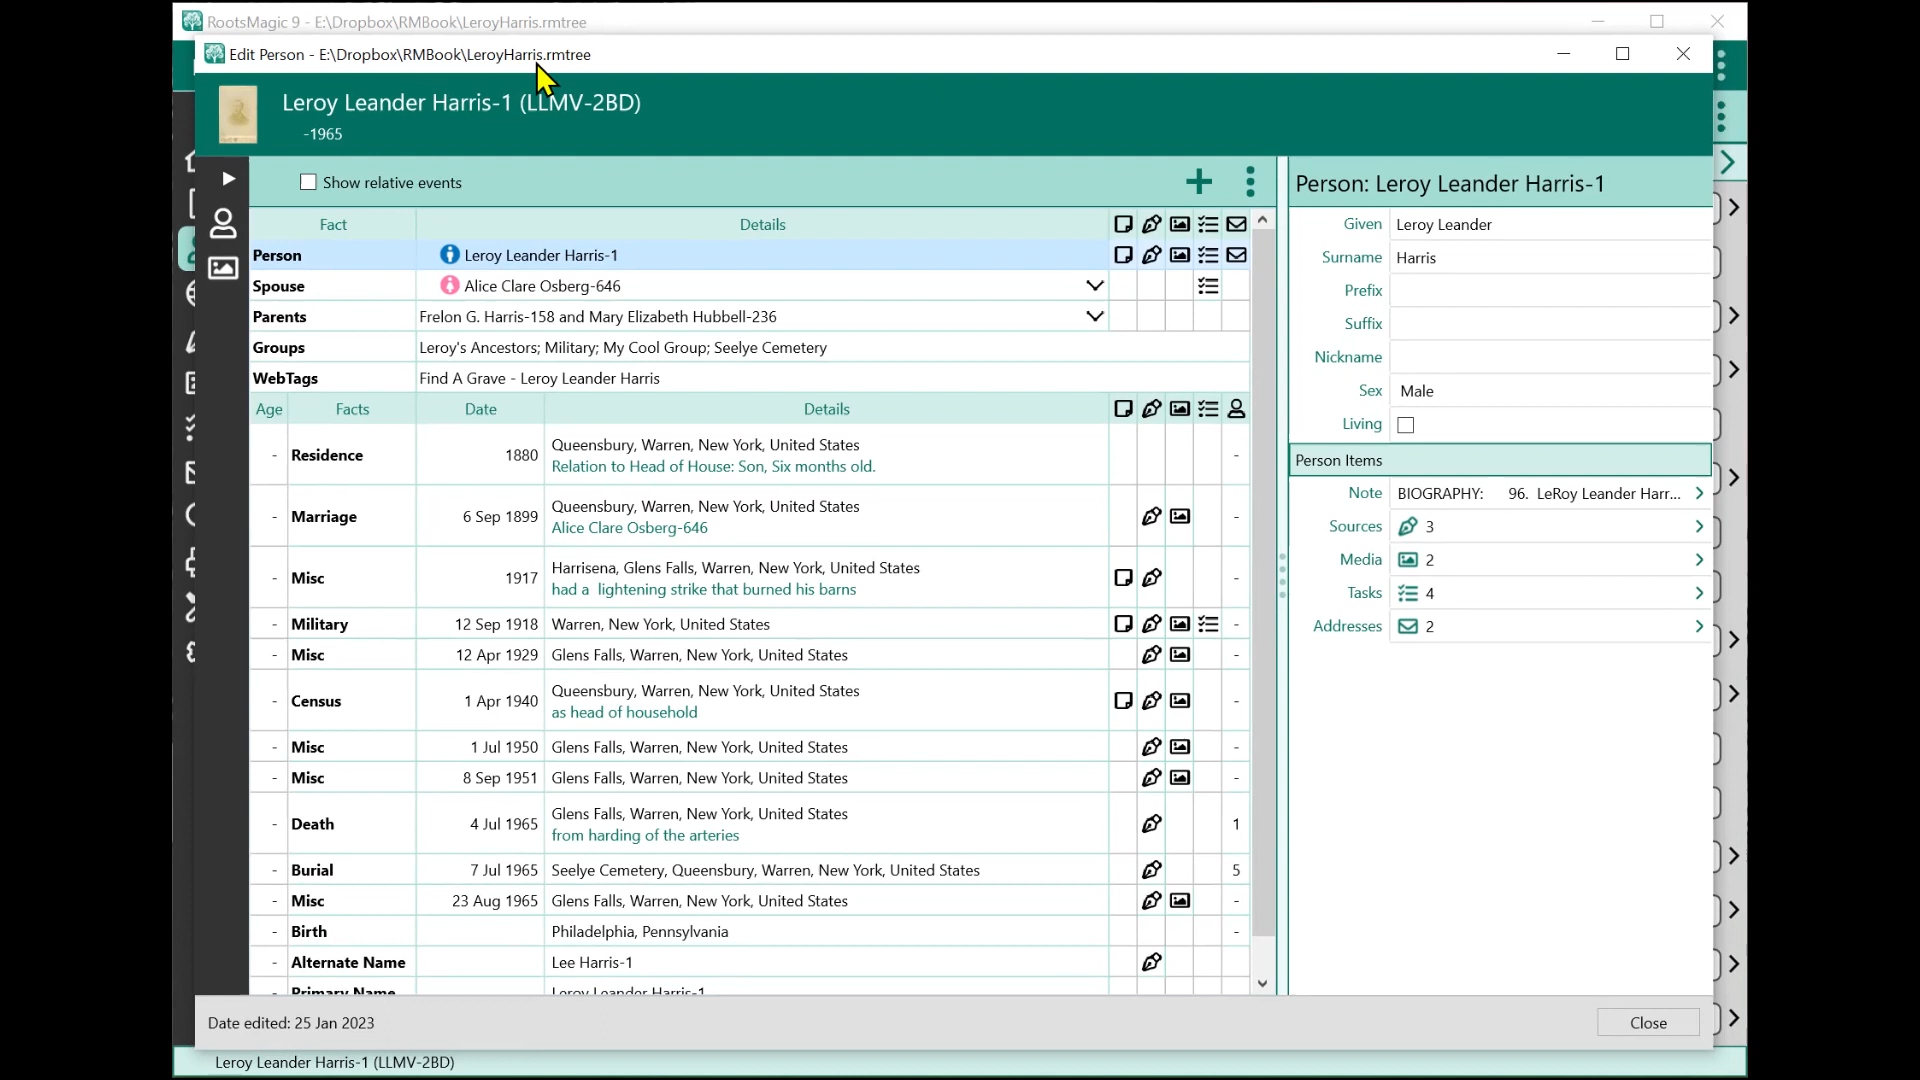 RootsMagic 9 - E:\Dropbox\RMBook\LeroyHarris.rmtree
Edit Person - E:\Dropbox\RMBook\LeroyHarris.rmtree
Leroy Leander Harris-1 (LLMV-2BD)
-1965
Show relative events
Fact Details
Person Leroy Leander Harris-1
Spouse Alice Clare Osberg-646
Parents Frelon G. Harris-158 and Mary Elizabeth Hubbell-236
Groups Leroy's Ancestors; Military; My Cool Group; Seelye Cemetery
WebTags Find A Grave - Leroy Leander Harris
Age Facts Date Details
- Residence 1880 Queensbury, Warren, New York, United States -
Relation to Head of House: Son, Six months old.
- Marriage 6 Sep 1899 Queensbury, Warren, New York, United States -
Alice Clare Osberg-646
- Misc 1917 Harrisena, Glens Falls, Warren, New York, United States -
had a lightening strike that burned his barns
- Military 12 Sep 1918 Warren, New York, United States -
- Misc 12 Apr 1929 Glens Falls, Warren, New York, United States -
- Census 1 Apr 1940 Queensbury, Warren, New York, United States -
as head of household
- Misc 1 Jul 1950 Glens Falls, Warren, New York, United States -
- Misc 8 Sep 1951 Glens Falls, Warren, New York, United States -
- Death 4 Jul 1965 Glens Falls, Warren, New York, United States 1
from harding of the arteries
- Burial 7 Jul 1965 Seelye Cemetery, Queensbury, Warren, New York, United States 5
- Misc 23 Aug 1965 Glens Falls, Warren, New York, United States -
- Birth Philadelphia, Pennsylvania -
- Alternate Name Lee Harris-1
Primary Name Leroy Leander Harris-1
Person: Leroy Leander Harris-1
Given Leroy Leander
Surname Harris
Prefix
Suffix
Nickname
Sex Male
Living
Person Items
Note BIOGRAPHY: 96. LeRoy Leander Harr...
Sources 3
Media 2
Tasks 4
Addresses 2
Date edited: 25 Jan 2023
Close
Leroy Leander Harris-1 (LLMV-2BD)